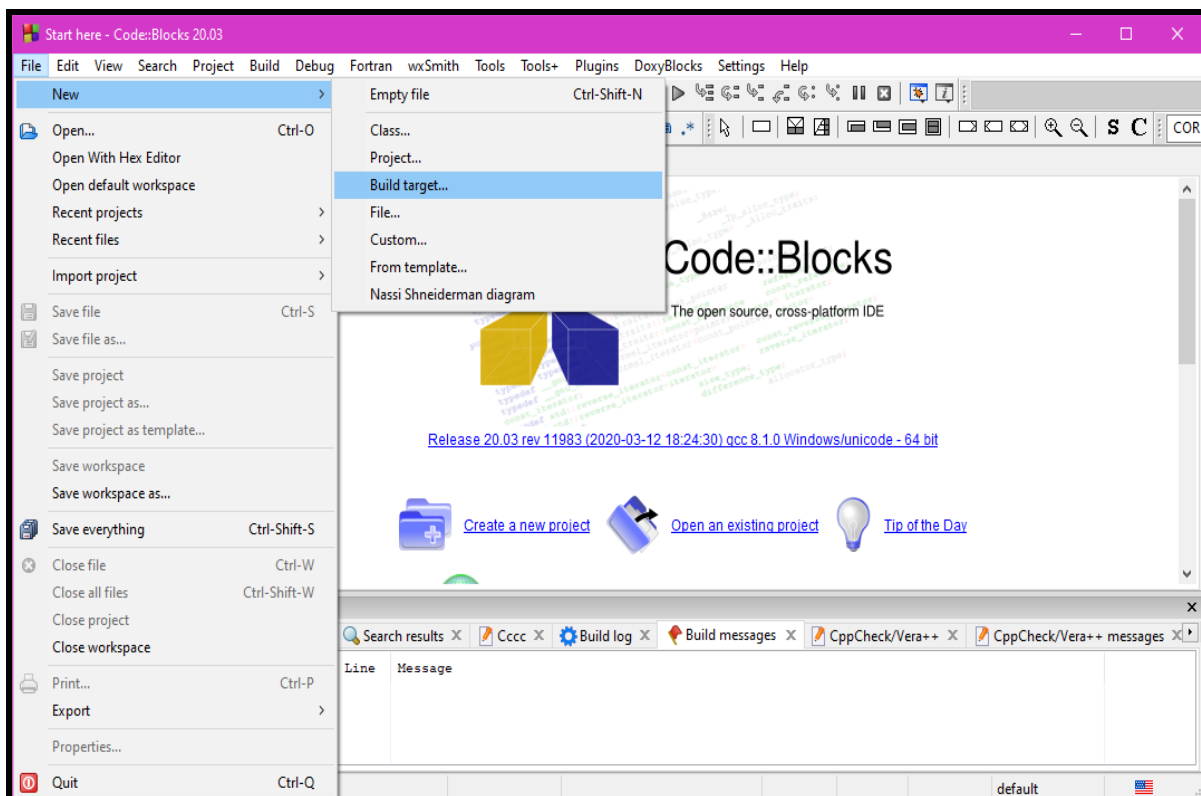 Start here - Code::Blocks 20.03
File Edit View Search Project Build Debug Fortran wxSmith Tools Tools+ Plugins DoxyBlocks Settings Help
New >
Open... Ctrl-O
Open With Hex Editor
Open default workspace
Recent projects >
Recent files >
Import project >
Save file Ctrl-S
Save file as...
Save project
Save project as...
Save project as template...
Save workspace
Save workspace as...
Save everything Ctrl-Shift-S
Close file Ctrl-W
Close all files Ctrl-Shift-W
Close project
Close workspace
Print... Ctrl-P
Export >
Properties...
Quit Ctrl-Q
Empty file Ctrl-Shift-N
Class...
Project...
Build target...
File...
Custom...
From template...
Nassi Shneiderman diagram
.* S C COR
Code::Blocks
The open source, cross-platform IDE
Release 20.03 rev 11983 (2020-03-12 18:24:30) gcc 8.1.0 Windows/unicode - 64 bit
Create a new project Open an existing project Tip of the Day
Search results X Cccc X Build log X Build messages X CppCheck/Vera++ X CppCheck/Vera++ messages X
Line Message
default